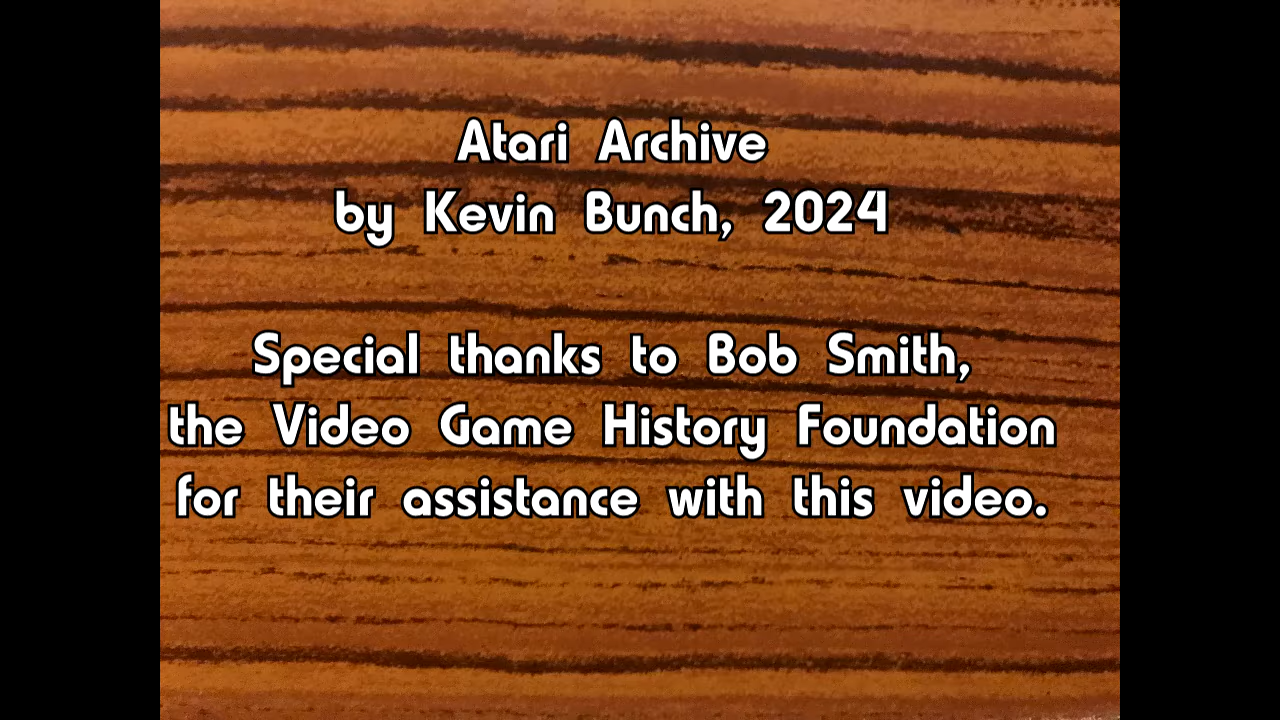 Atari Archive
by Kevin Bunch, 2024
Special thanks to Bob Smith,
the Video Game History Foundation
for their assistance with this video.